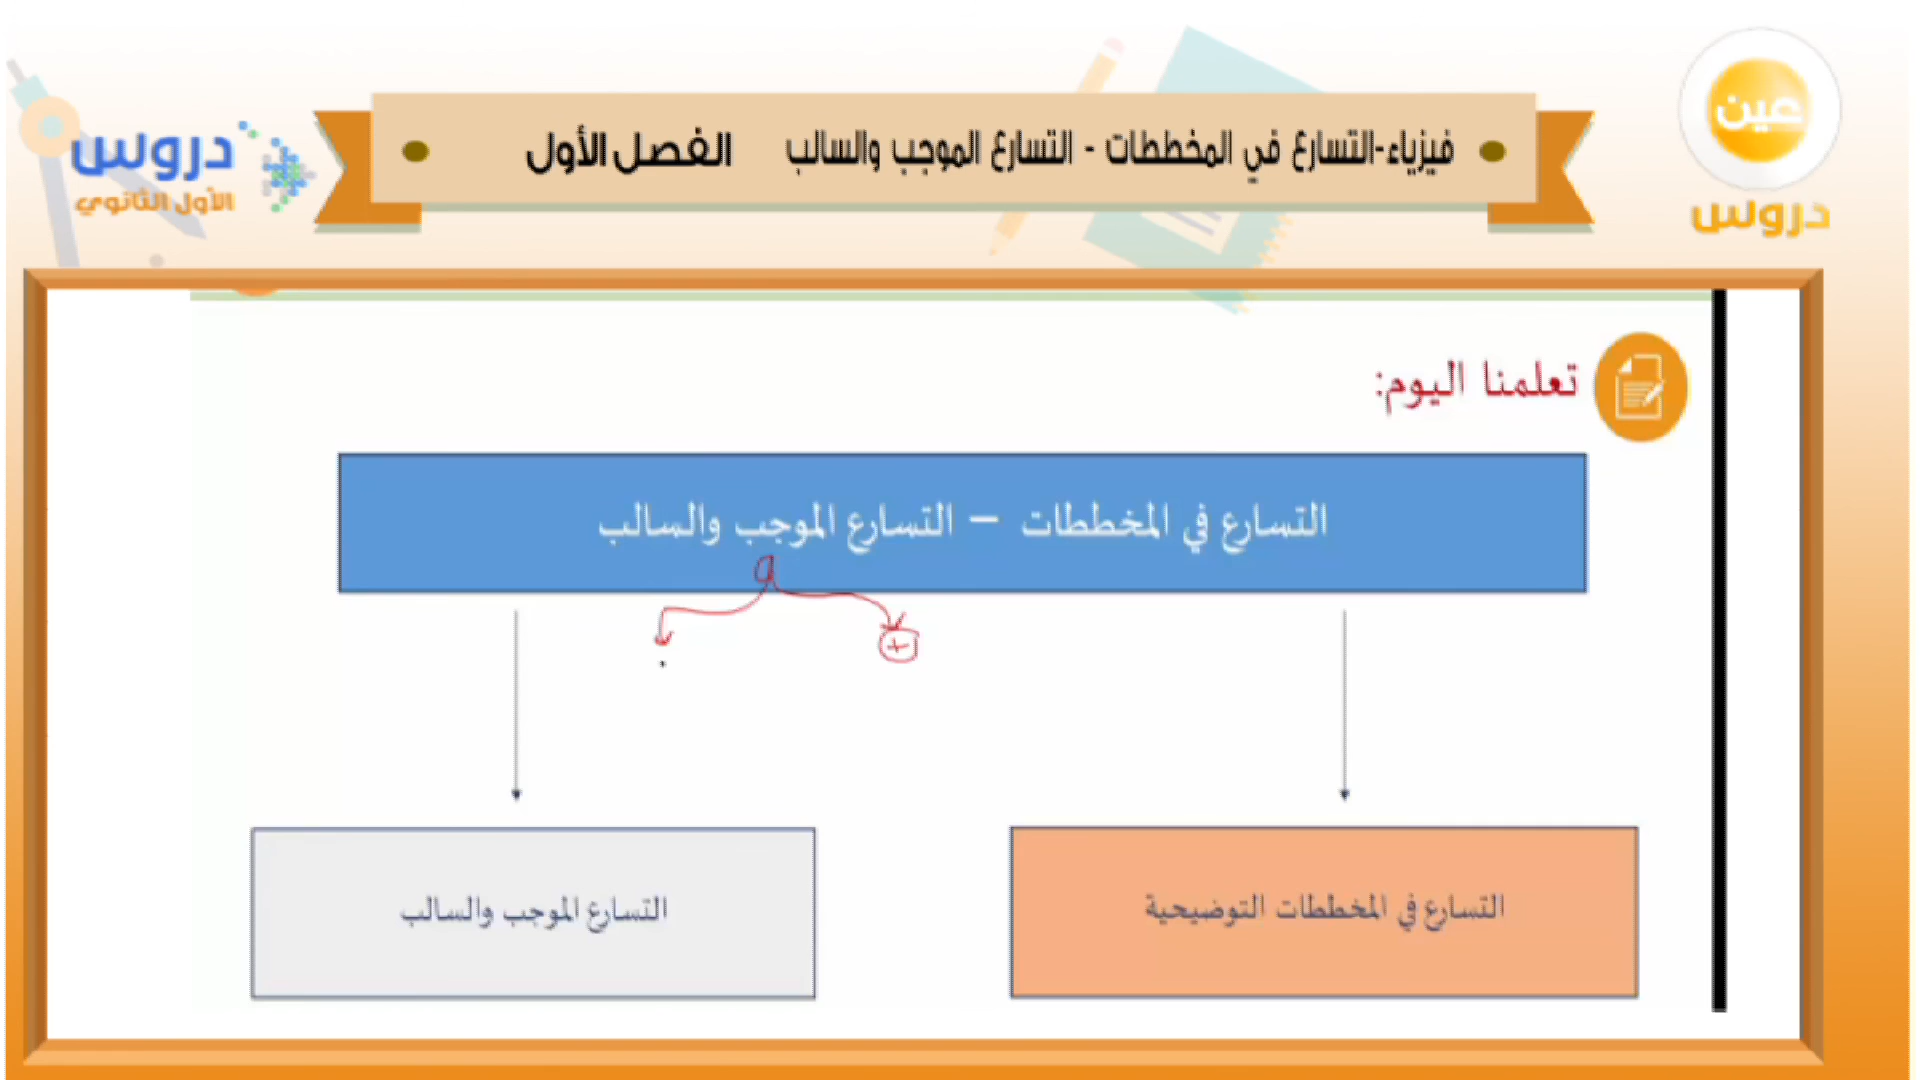 عين
دروس
فيزياء-التسارع في المخططات - التسارع الموجب والسالب الفصل الأول
دروس
الأول الثانوي
تعلمنا اليوم:
التسارع في المخططات – التسارع الموجب والسالب
a
+
التسارع في المخططات التوضيحية
التسارع الموجب والسالب